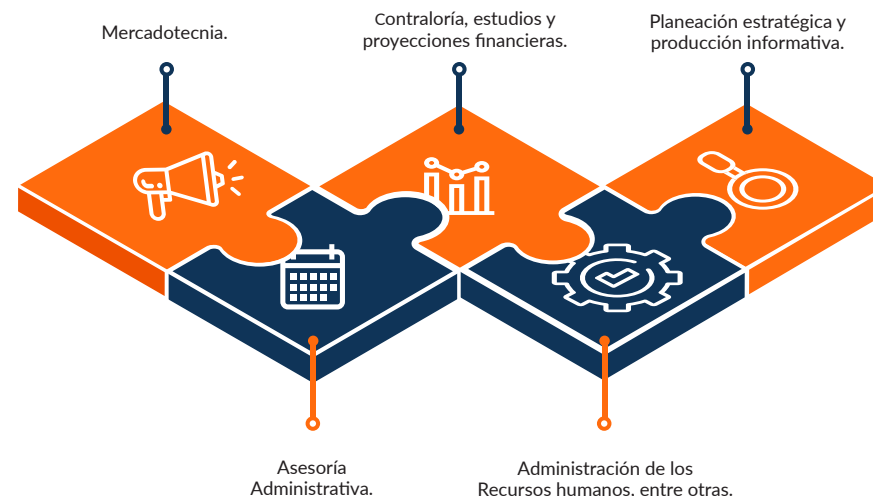 Mercadotecnia.
Contraloría, estudios y
proyecciones financieras.
Planeación estratégica y
producción informativa.
Asesoría
Administrativa.
Administración de los
Recursos humanos, entre otras.